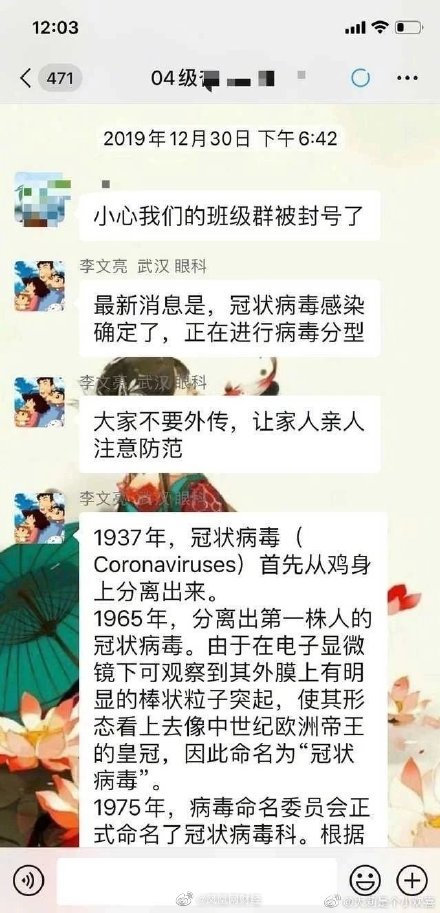 12:03
471
04级
2019年12月30日 下午6:42
小心我们的班级群被封号了
李文亮 武汉 眼科
最新消息是，冠状病毒感染
确定了，正在进行病毒分型
李文亮 武汉 眼科
大家不要外传，让家人亲人
注意防范
李文亮 武汉 眼科
1937年，冠状病毒（
Coronaviruses）首先从鸡身
上分离出来。
1965年，分离出第一株人的
冠状病毒。由于在电子显微
镜下可观察到其外膜上有明
显的棒状粒子突起，使其形
态看上去像中世纪欧洲帝王
的皇冠，因此命名为“冠状
病毒”。
1975年，病毒命名委员会正
式命名了冠状病毒科。根据